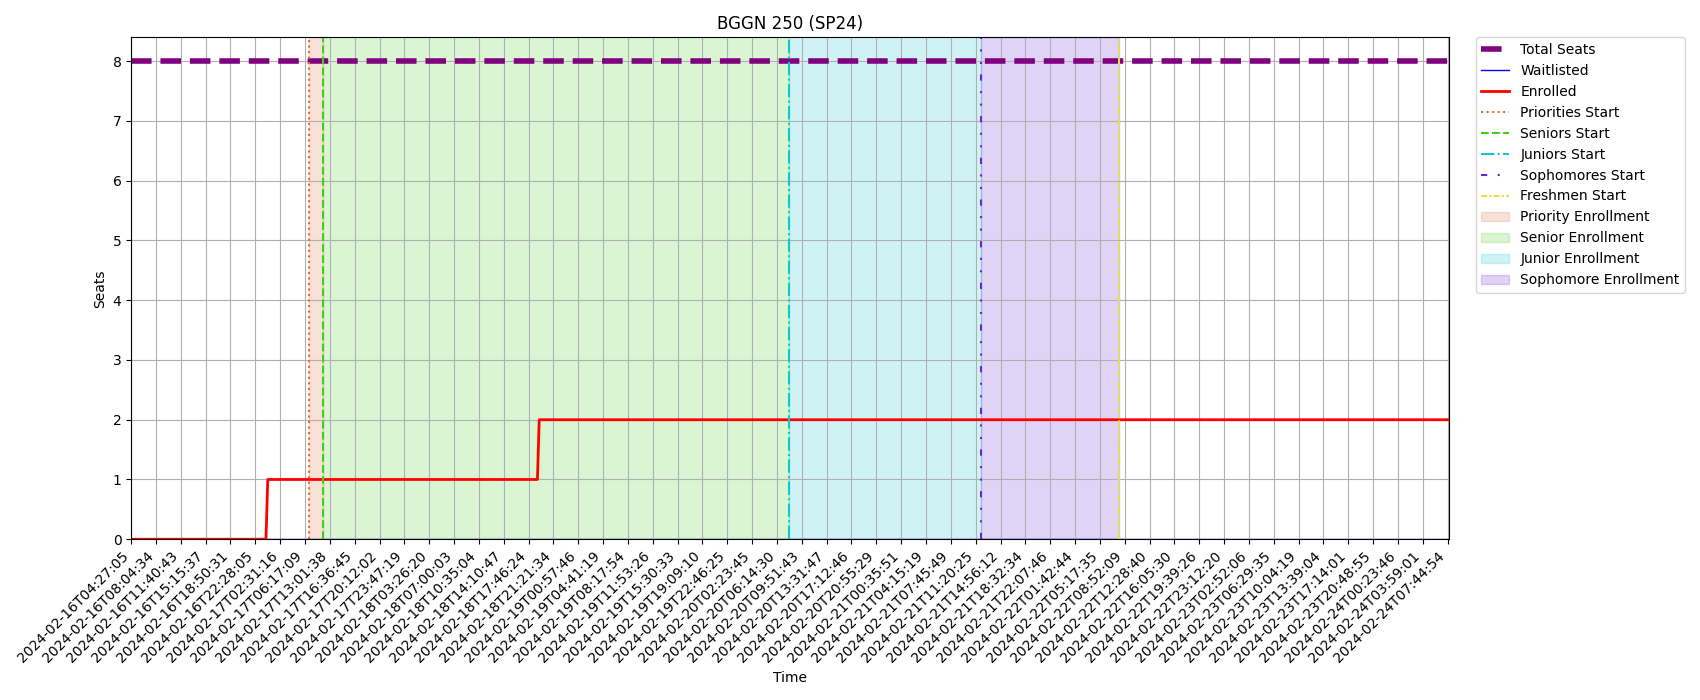 BGGN 250 (SP24)
Seats
8
7
6
5
4
3
2
1
0
2024-02-16T04:27:05
2024-02-16T08:04:34
2024-02-16T11:40:43
2024-02-16T15:15:37
2024-02-16T18:50:31
2024-02-16T22:28:05
2024-02-17T02:31:16
2024-02-17T06:17:09
2024-02-17T13:01:38
2024-02-17T16:36:45
2024-02-17T20:12:02
2024-02-17T23:47:19
2024-02-18T03:26:20
2024-02-18T07:00:03
2024-02-18T10:35:04
2024-02-18T14:10:47
2024-02-18T17:46:24
2024-02-18T21:21:34
2024-02-19T00:57:46
2024-02-19T04:41:19
2024-02-19T08:17:54
2024-02-19T11:53:26
2024-02-19T15:30:33
2024-02-19T19:09:10
2024-02-19T22:46:25
2024-02-20T02:23:45
2024-02-20T06:14:30
2024-02-20T09:51:43
2024-02-20T13:31:47
2024-02-20T17:12:46
2024-02-20T20:55:29
2024-02-21T00:35:51
2024-02-21T04:15:19
2024-02-21T07:45:49
2024-02-21T11:20:25
2024-02-21T14:56:12
2024-02-21T18:32:34
2024-02-21T22:07:46
2024-02-22T01:42:44
2024-02-22T05:17:35
2024-02-22T08:52:09
2024-02-22T12:28:40
2024-02-22T16:05:30
2024-02-22T19:39:26
2024-02-22T23:12:20
2024-02-23T02:52:06
2024-02-23T06:29:35
2024-02-23T10:04:19
2024-02-23T13:39:04
2024-02-23T17:14:01
2024-02-23T20:48:55
2024-02-24T00:23:46
2024-02-24T03:59:01
2024-02-24T07:44:54
Time
Total Seats
Waitlisted
Enrolled
Priorities Start
Seniors Start
Juniors Start
Sophomores Start
Freshmen Start
Priority Enrollment
Senior Enrollment
Junior Enrollment
Sophomore Enrollment